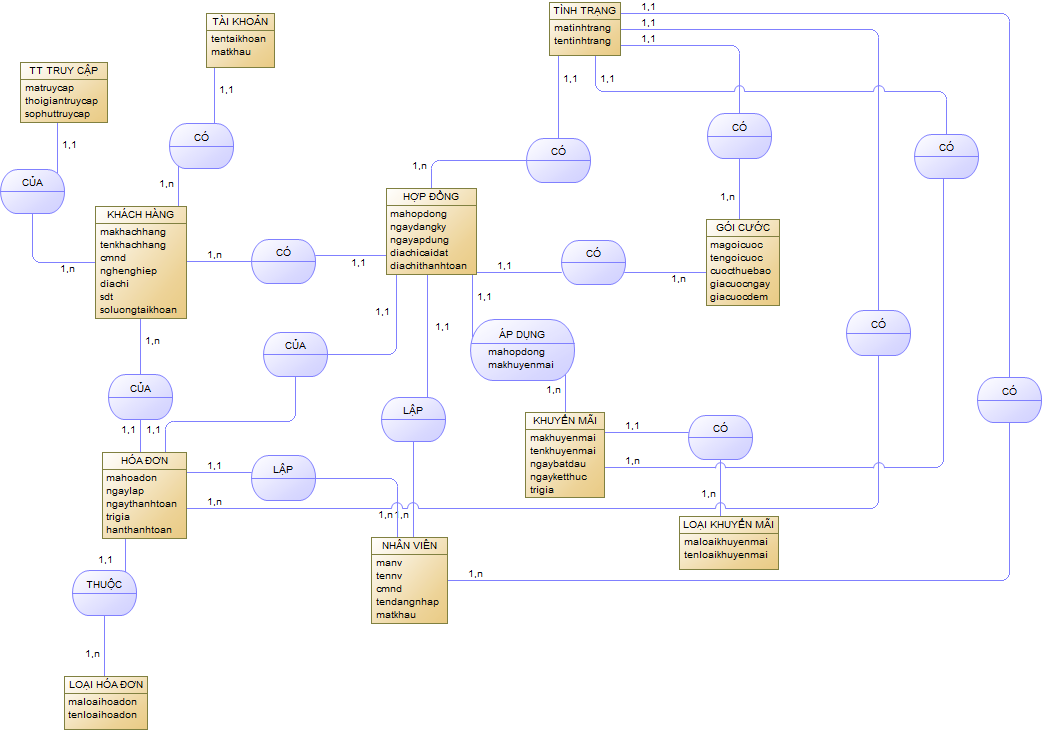 TÌNH TRẠNG
matinhtrang
tentinhtrang
1,1
1,1
1,1
1,1
1,1
TÀI KHOẢN
tentaikhoan
matkhau
1,1
TT TRUY CẬP
matruycap
thoigiantruycap
sophuttruycap
1,1
CÓ
CÓ
CÓ
CÓ
1,n
1,n
CỦA
1,n
HỢP ĐỒNG
mahopdong
ngaydangky
ngayapdung
diachicaidat
diachithanhtoan
KHÁCH HÀNG
makhachhang
tenkhachhang
cmnd
nghenghiep
diachi
sdt
soluongtaikhoan
GÓI CƯỚC
magoicuoc
tengoicuoc
cuocthuebao
giacuocngay
giacuocdem
1,n
1,n
CÓ
1,1
1,1
CÓ
1,n
1,1
1,1
1,1
CÓ
1,n
CỦA
ÁP DỤNG
mahopdong
makhuyenmai
1,n
CỦA
CÓ
LẬP
KHUYẾN MÃI
makhuyenmai
tenkhuyenmai
ngaybatdau
ngayketthuc
trigia
1,1
1,n
CÓ
1,n
1,1
1,1
HÓA ĐƠN
mahoadon
ngaylap
ngaythanhtoan
trigia
hanthanhtoan
1,1
LẬP
1,n
1,n
1,n
LOẠI KHUYẾN MÃI
maloaikhuyenmai
tenloaikhuyenmai
NHÂN VIÊN
manv
tennv
cmnd
tendangnhap
matkhau
1,n
1,1
THUỘC
1,n
LOẠI HÓA ĐƠN
maloaihoadon
tenloaihoadon